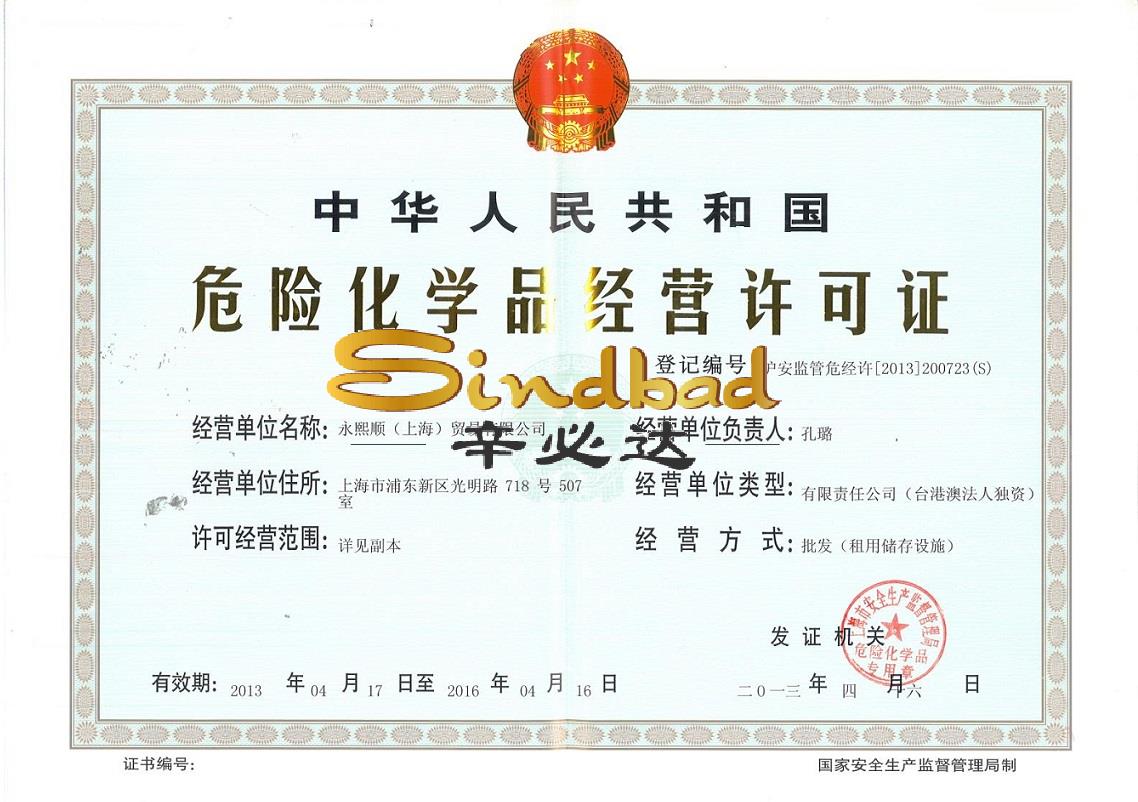 中华人民共和国
危险化学品经营许可证
Sindbad
登记编号 沪安监管危经许[2013]200723(S)
经营单位名称: 永熙顺（上海）贸易有限公司
经营单位负责人: 孔璐
辛必达
经营单位住所: 上海市浦东新区光明路 718 号 507
室
经营单位类型: 有限责任公司（台港澳法人独资）
许可经营范围: 详见副本
经营方式: 批发（租用储存设施）
上海市安全生产监督管理局
危险化学品
专用章
发证机关
有效期: 2013 年 04 月 17 日至 2016 年 04 月 16 日
二〇一三 年 四 月 十六 日
证书编号:
国家安全生产监督管理局制